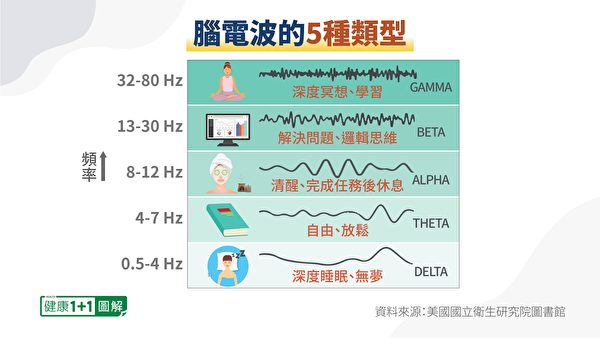 腦電波的5種類型
32-80 Hz
深度冥想、學習
GAMMA
13-30 Hz
解決問題、邏輯思維
BETA
頻率
8-12 Hz
清醒、完成任務後休息
ALPHA
4-7 Hz
自由、放鬆
THETA
0.5-4 Hz
zZZ
深度睡眠、無夢
DELTA
健康1+1 圖解
資料來源：美國國立衛生研究院圖書館